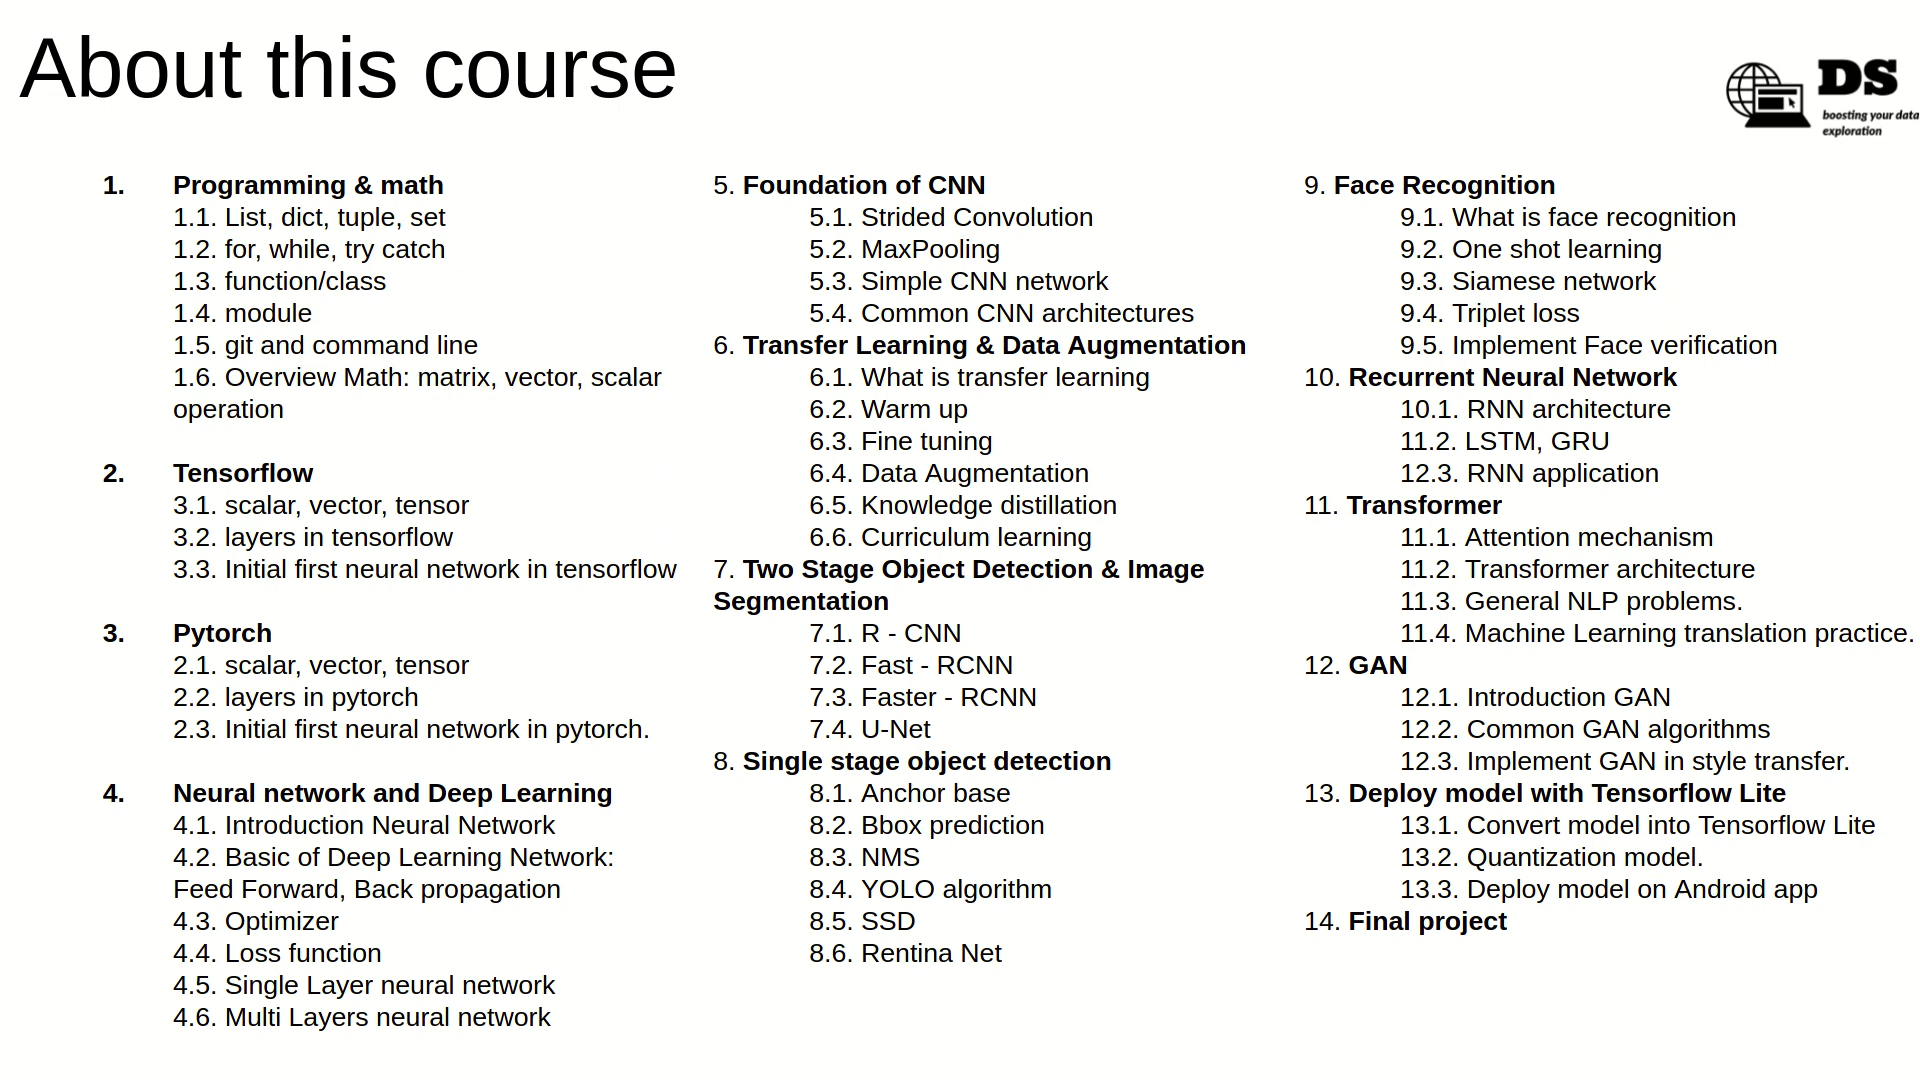 About this course
DS
boosting your data
exploration
1. Programming & math
1.1. List, dict, tuple, set
1.2. for, while, try catch
1.3. function/class
1.4. module
1.5. git and command line
1.6. Overview Math: matrix, vector, scalar
operation
2. Tensorflow
3.1. scalar, vector, tensor
3.2. layers in tensorflow
3.3. Initial first neural network in tensorflow
3. Pytorch
2.1. scalar, vector, tensor
2.2. layers in pytorch
2.3. Initial first neural network in pytorch.
4. Neural network and Deep Learning
4.1. Introduction Neural Network
4.2. Basic of Deep Learning Network:
Feed Forward, Back propagation
4.3. Optimizer
4.4. Loss function
4.5. Single Layer neural network
4.6. Multi Layers neural network
5. Foundation of CNN
5.1. Strided Convolution
5.2. MaxPooling
5.3. Simple CNN network
5.4. Common CNN architectures
6. Transfer Learning & Data Augmentation
6.1. What is transfer learning
6.2. Warm up
6.3. Fine tuning
6.4. Data Augmentation
6.5. Knowledge distillation
6.6. Curriculum learning
7. Two Stage Object Detection & Image
Segmentation
7.1. R - CNN
7.2. Fast - RCNN
7.3. Faster - RCNN
7.4. U-Net
8. Single stage object detection
8.1. Anchor base
8.2. Bbox prediction
8.3. NMS
8.4. YOLO algorithm
8.5. SSD
8.6. Rentina Net
9. Face Recognition
9.1. What is face recognition
9.2. One shot learning
9.3. Siamese network
9.4. Triplet loss
9.5. Implement Face verification
10. Recurrent Neural Network
10.1. RNN architecture
11.2. LSTM, GRU
12.3. RNN application
11. Transformer
11.1. Attention mechanism
11.2. Transformer architecture
11.3. General NLP problems.
11.4. Machine Learning translation practice.
12. GAN
12.1. Introduction GAN
12.2. Common GAN algorithms
12.3. Implement GAN in style transfer.
13. Deploy model with Tensorflow Lite
13.1. Convert model into Tensorflow Lite
13.2. Quantization model.
13.3. Deploy model on Android app
14. Final project